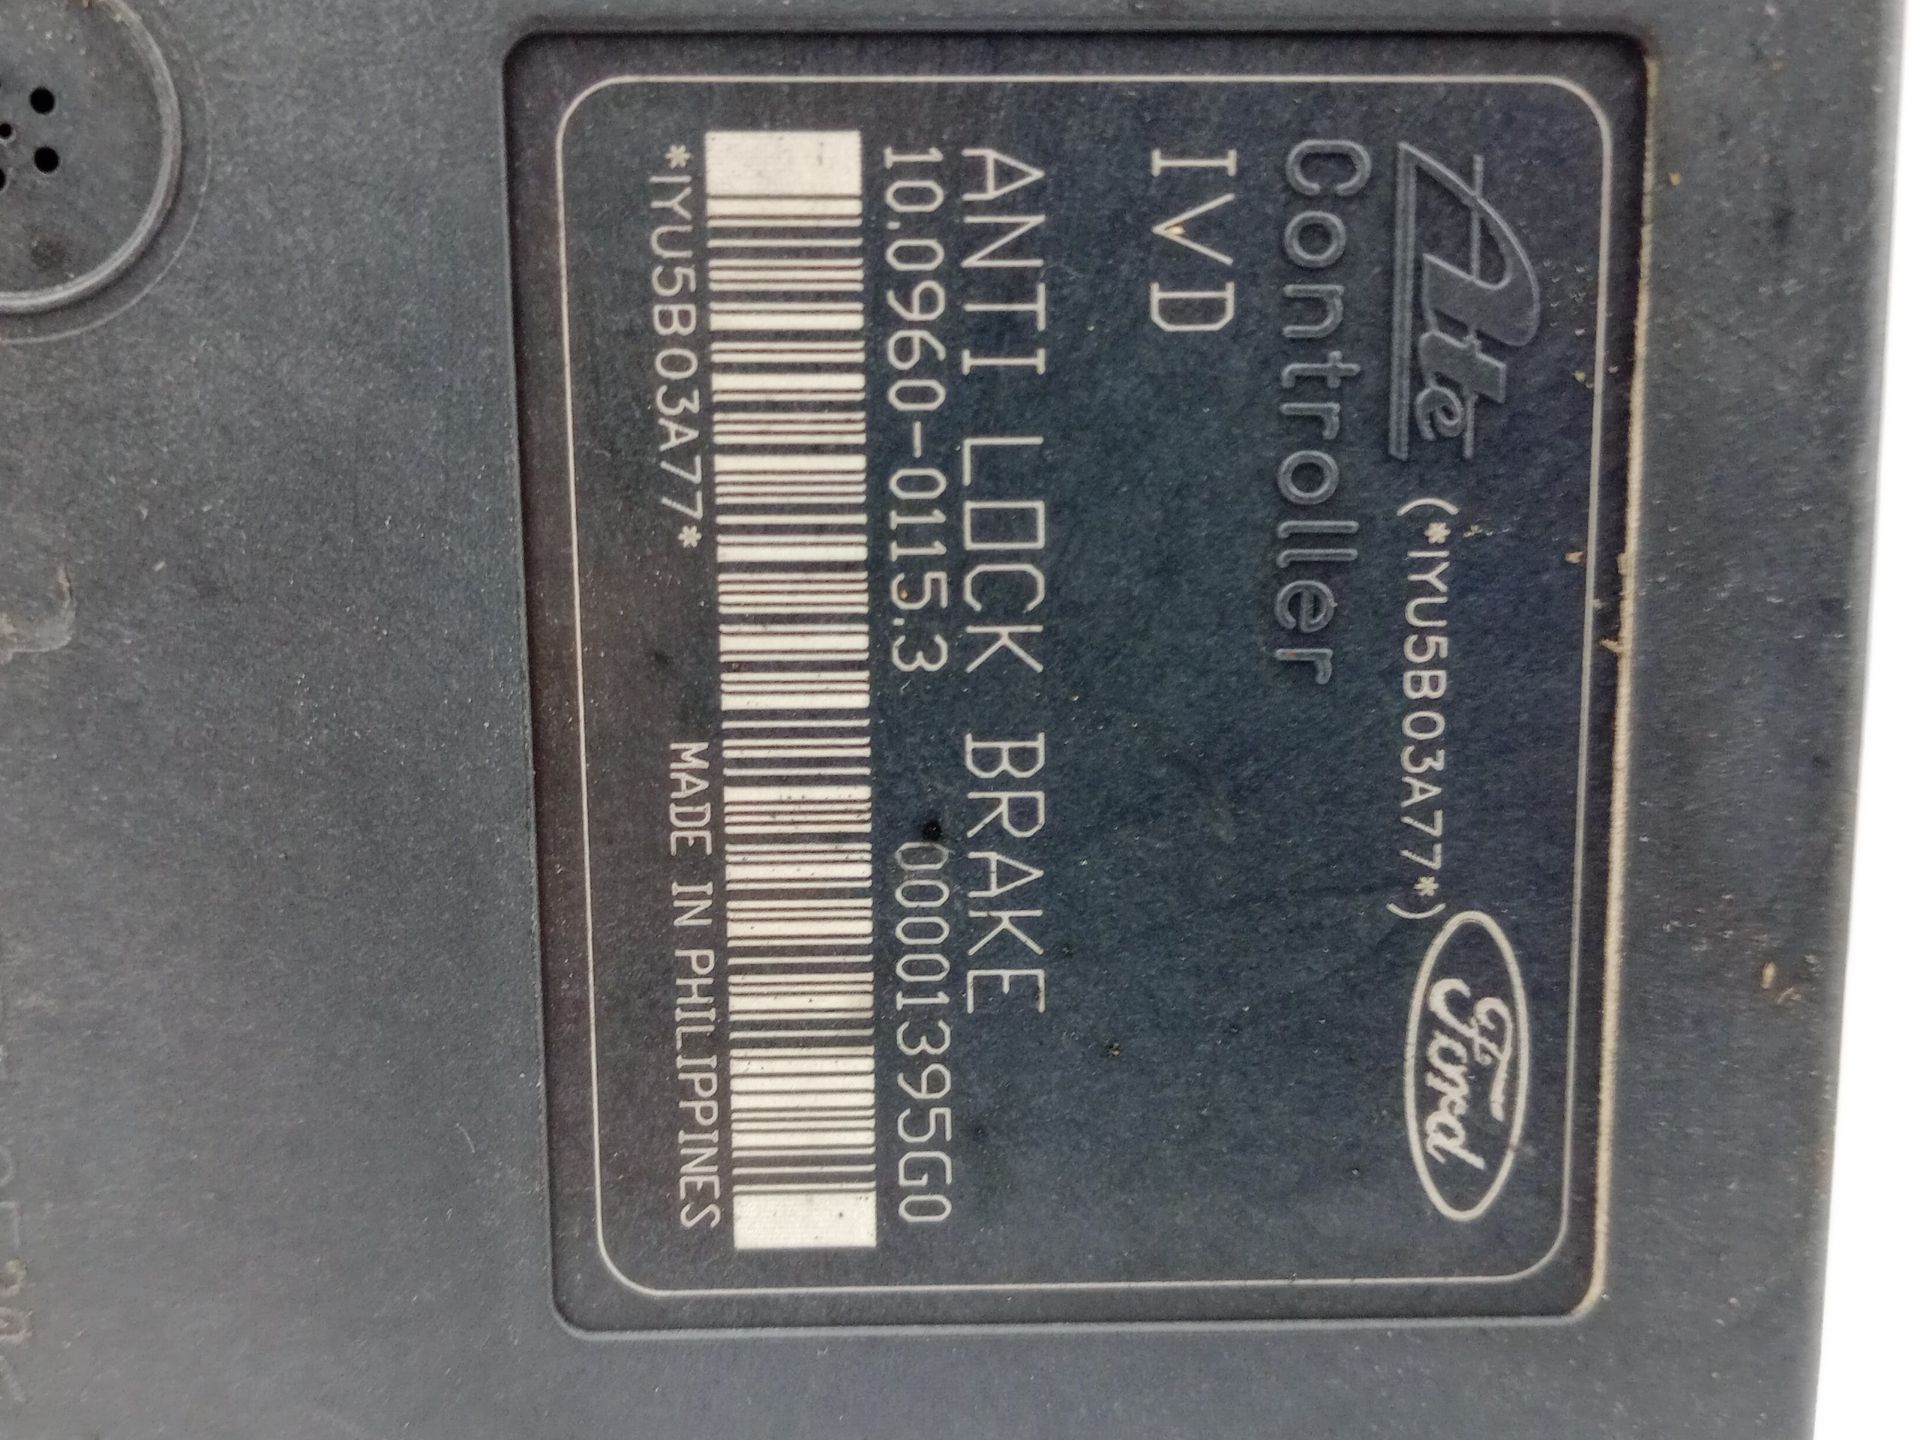 Ate (*1YU5B03A77*) Ford
Controller
IVD
ANTI LOCK BRAKE
10.0960-0115.3 00001395G0
*1YU5B03A77* MADE IN PHILIPPINES